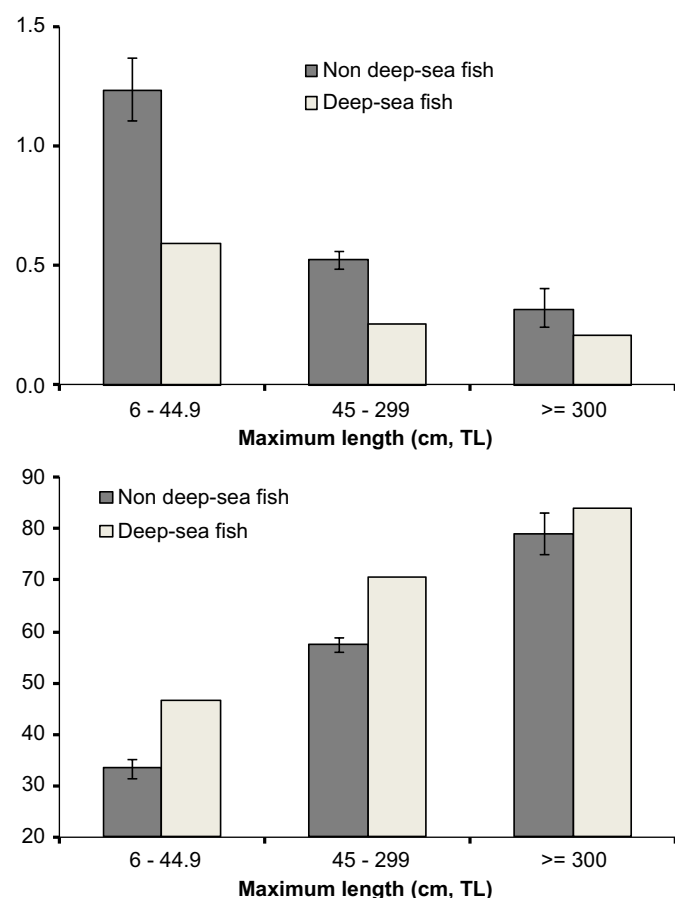 1.5
Non deep-sea fish
Deep-sea fish
1.0
0.5
0.0
6 - 44.9 45 - 299 >= 300
Maximum length (cm, TL)
90
Non deep-sea fish
Deep-sea fish
80
70
60
50
40
30
20
6 - 44.9 45 - 299 >= 300
Maximum length (cm, TL)